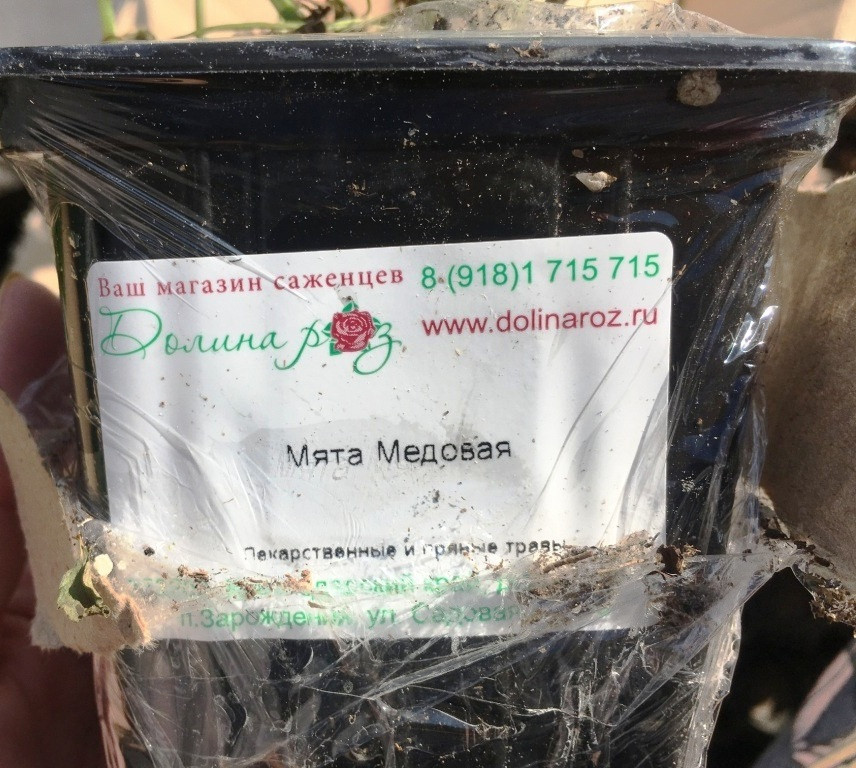 Ваш магазин саженцев 8 (918)1 715 715
Долина роз www.dolinaroz.ru
Мята Медовая
Лекарственные и пряные травы
край,
п.Зарождения ул Садовая